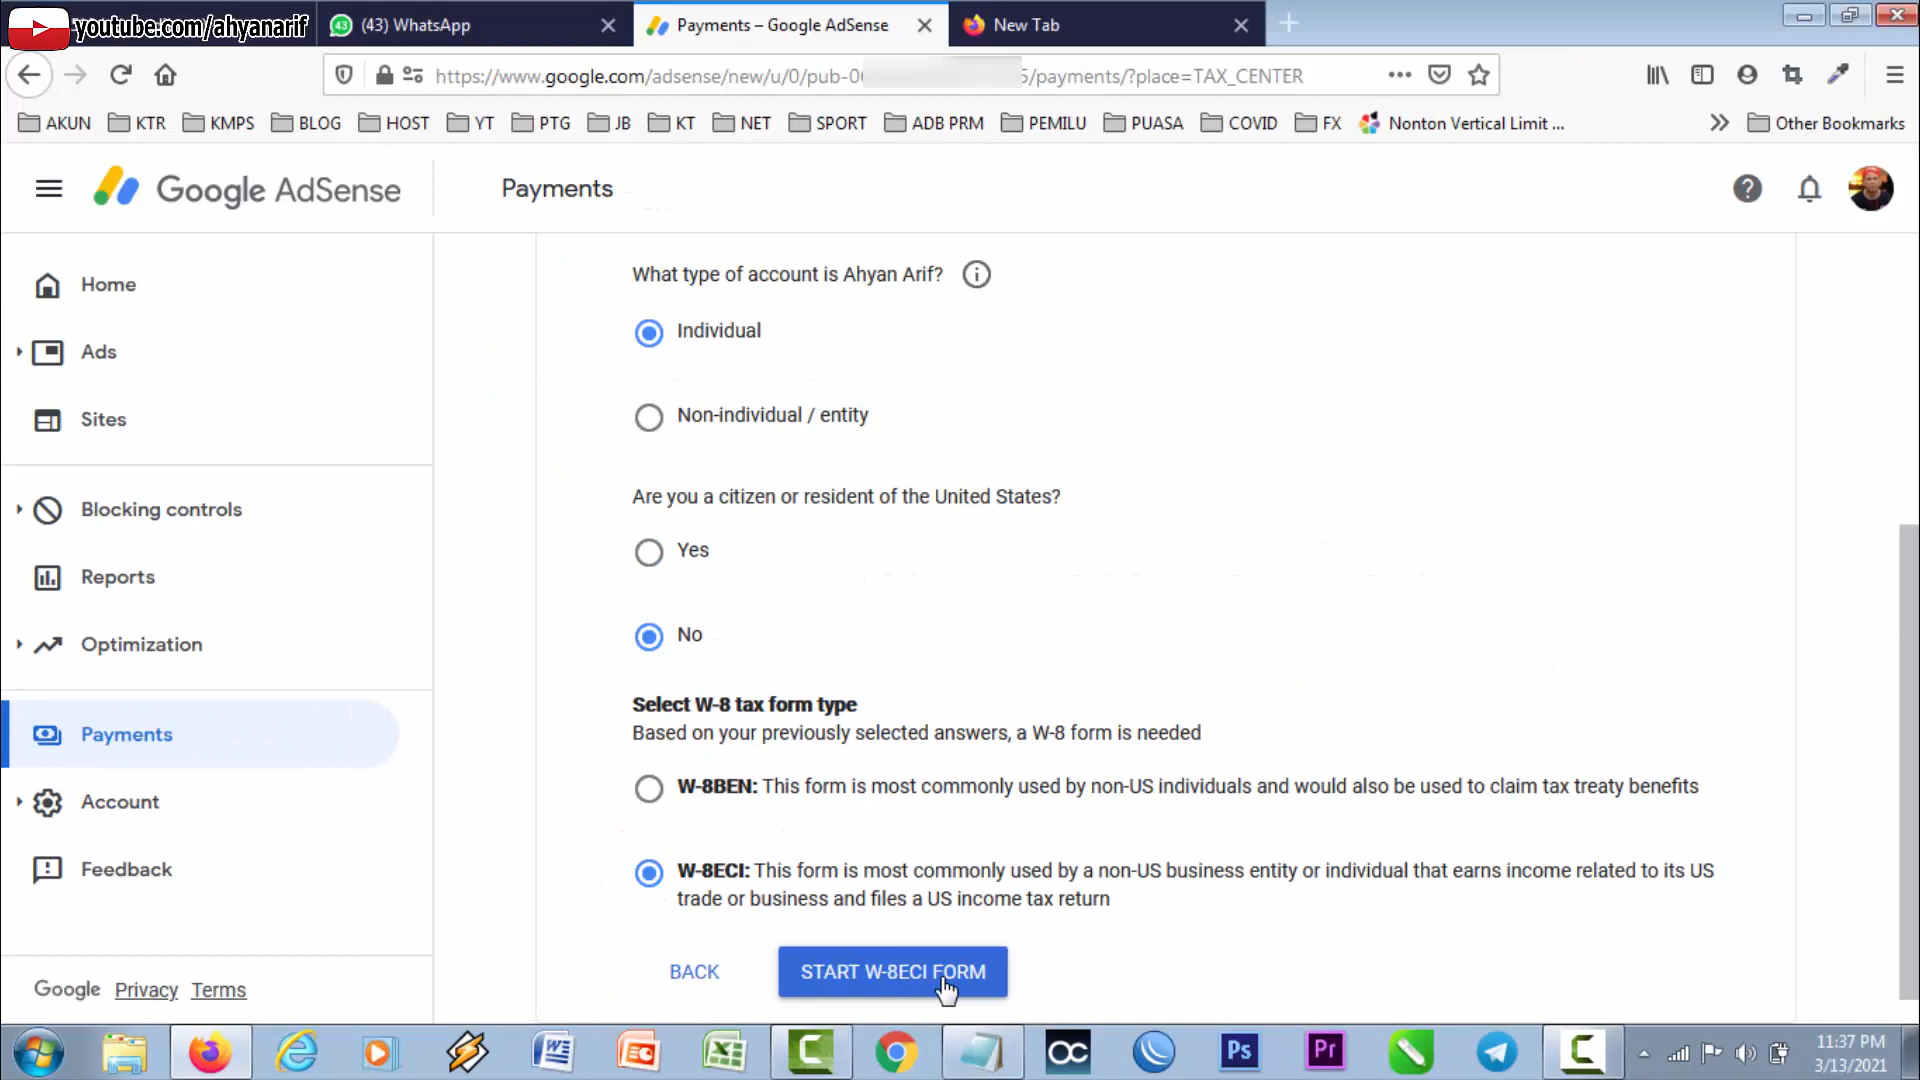 youtube.com/ahyanarif
(43) WhatsApp
Payments – Google AdSense
New Tab
https://www.google.com/adsense/new/u/0/pub-0 5/payments/?place=TAX_CENTER
AKUN KTR KMPS BLOG HOST YT PTG JB KT NET SPORT ADB PRM PEMILU PUASA COVID FX Nonton Vertical Limit ... Other Bookmarks
Google AdSense
Payments
Home
Ads
Sites
Blocking controls
Reports
Optimization
Payments
Account
Feedback
Google Privacy Terms
What type of account is Ahyan Arif?
Individual
Non-individual / entity
Are you a citizen or resident of the United States?
Yes
No
Select W-8 tax form type
Based on your previously selected answers, a W-8 form is needed
W-8BEN: This form is most commonly used by non-US individuals and would also be used to claim tax treaty benefits
W-8ECI: This form is most commonly used by a non-US business entity or individual that earns income related to its US
trade or business and files a US income tax return
BACK
START W-8ECI FORM
11:37 PM
3/13/2021